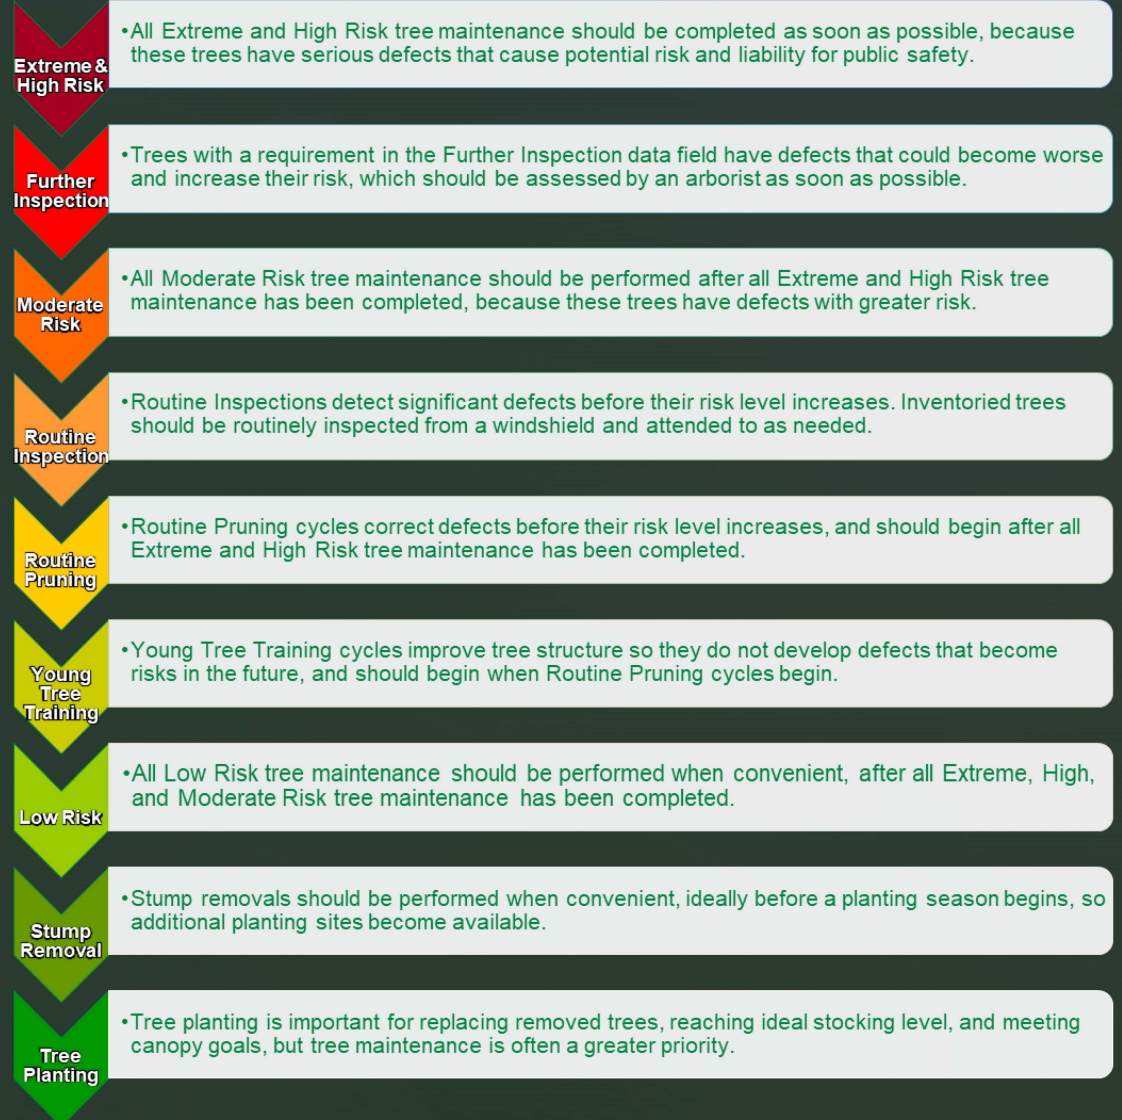 Extreme &
High Risk
•All Extreme and High Risk tree maintenance should be completed as soon as possible, because
these trees have serious defects that cause potential risk and liability for public safety.
Further
Inspection
•Trees with a requirement in the Further Inspection data field have defects that could become worse
and increase their risk, which should be assessed by an arborist as soon as possible.
Moderate
Risk
•All Moderate Risk tree maintenance should be performed after all Extreme and High Risk tree
maintenance has been completed, because these trees have defects with greater risk.
Routine
Inspection
•Routine Inspections detect significant defects before their risk level increases. Inventoried trees
should be routinely inspected from a windshield and attended to as needed.
Routine
Pruning
•Routine Pruning cycles correct defects before their risk level increases, and should begin after all
Extreme and High Risk tree maintenance has been completed.
Young
Tree
Training
•Young Tree Training cycles improve tree structure so they do not develop defects that become
risks in the future, and should begin when Routine Pruning cycles begin.
Low Risk
•All Low Risk tree maintenance should be performed when convenient, after all Extreme, High,
and Moderate Risk tree maintenance has been completed.
Stump
Removal
•Stump removals should be performed when convenient, ideally before a planting season begins, so
additional planting sites become available.
Tree
Planting
•Tree planting is important for replacing removed trees, reaching ideal stocking level, and meeting
canopy goals, but tree maintenance is often a greater priority.